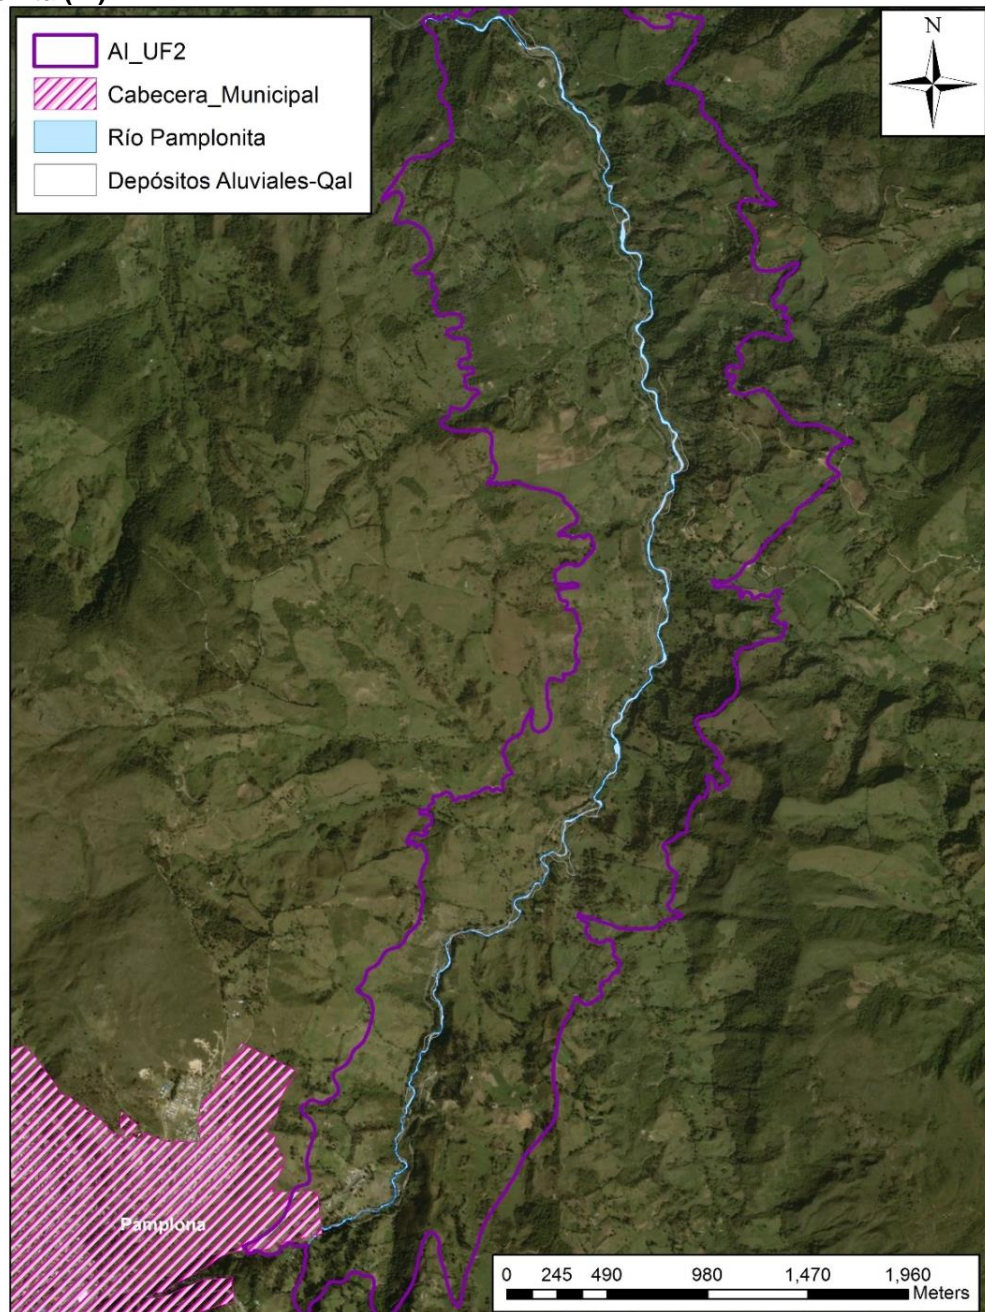 AI_UF2
Cabecera_Municipal
Río Pamplonita
Depósitos Aluviales-Qal
N
Pamplona
0 245 490 980 1,470 1,960
Meters